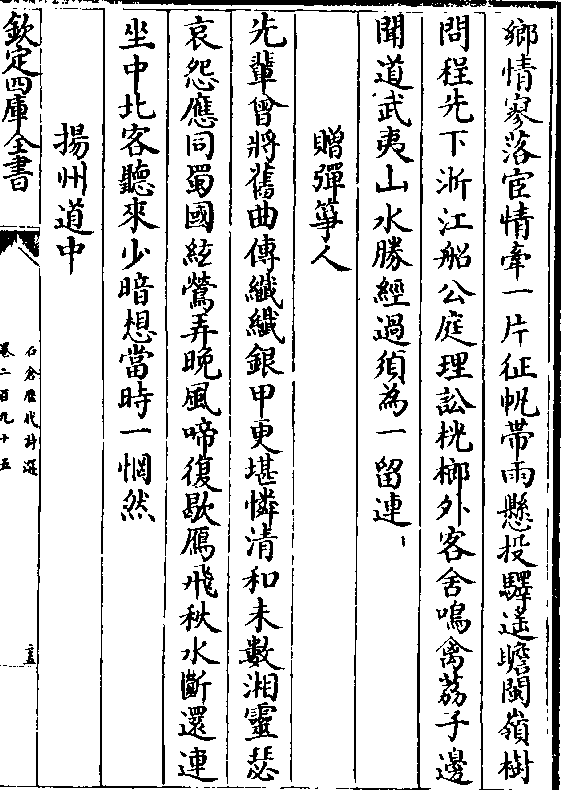 鄉情寥落宦情牽一片征帆帶雨懸投驛遥瞻閩嶺樹
問程先下浙江船公庭理訟桄榔外客舍鳴禽荔子邊
聞道武夷山水勝經過須為一留連
贈彈箏人
先輩曾將舊曲傳纖纖銀甲更堪憐清和未數湘靈瑟
哀怨應同蜀國絃鶯弄晚風啼復歇鴈飛秋水斷還連
坐中北客聽來少暗想當時一惘然
揚州道中
欽定四庫全書
石倉歷代詩選
卷二百九十五